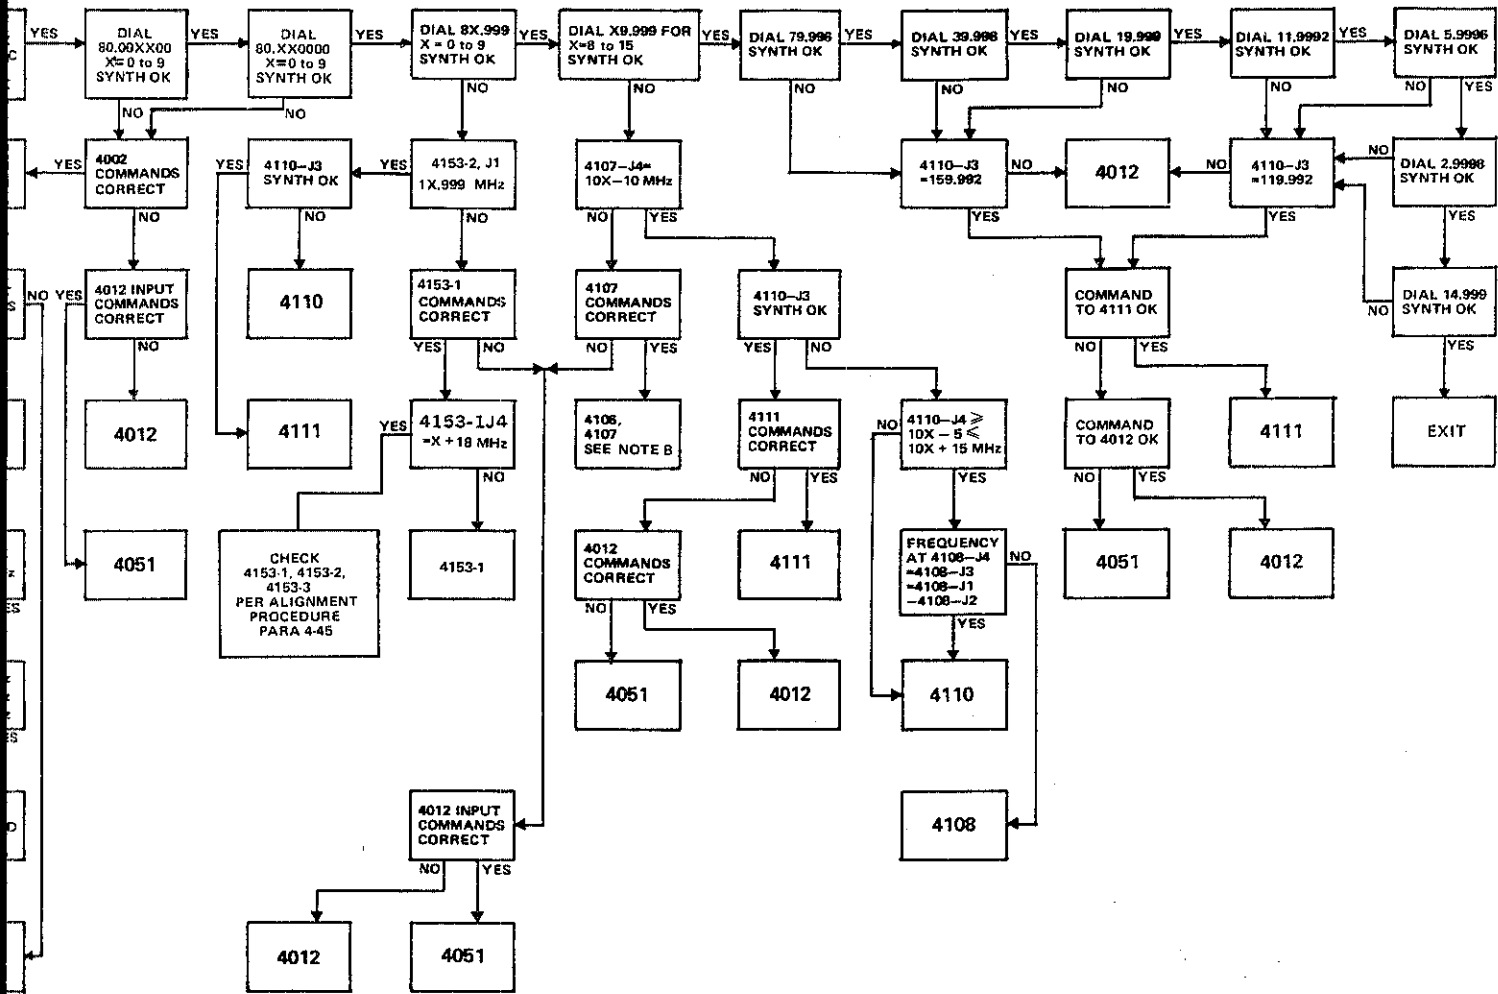 YES
DIAL
80.00XX00
X=0 to 9
SYNTH OK
YES
DIAL
80.XX0000
X=0 to 9
SYNTH OK
YES
DIAL 8X,999
X = 0 to 9
SYNTH OK
YES
DIAL X9,999 FOR
X=8 to 15
SYNTH OK
YES
DIAL 79,996
SYNTH OK
YES
DIAL 39,998
SYNTH OK
YES
DIAL 19,999
SYNTH OK
YES
DIAL 11,9992
SYNTH OK
YES
DIAL 5.9996
SYNTH OK
NO
NO
NO
NO
NO
NO
NO
NO
NO
YES
YES
4002
COMMANDS
CORRECT
YES
4110-J3
SYNTH OK
YES
4153-2, J1
1X,999 MHz
4107-J4=
10X-10 MHz
4110-J3
=159.992
NO
4012
NO
4110-J3
=119.992
NO
DIAL 2.9998
SYNTH OK
NO
NO
NO
NO
YES
YES
YES
YES
NO
YES
4012 INPUT
COMMANDS
CORRECT
4110
4153-1
COMMANDS
CORRECT
4107
COMMANDS
CORRECT
4110-J3
SYNTH OK
COMMAND
TO 4111 OK
NO
DIAL 14.999
SYNTH OK
NO
YES
NO
NO
YES
YES
NO
NO
YES
YES
4012
4111
YES
4153-1J4
=X + 18 MHz
4106,
4107
SEE NOTE B
4111
COMMANDS
CORRECT
NO
4110-J4 ≥
10X - 5 ≤
10X + 15 MHz
COMMAND
TO 4012 OK
4111
EXIT
NO
NO
YES
YES
NO
YES
4051
CHECK
4153-1, 4153-2,
4153-3
PER ALIGNMENT
PROCEDURE
PARA 4-45
4153-1
4012
COMMANDS
CORRECT
4111
FREQUENCY
AT 4108-J4
=4108-J3
=4108-J1
-4108-J2
NO
4051
4012
NO
YES
YES
4051
4012
4110
4012 INPUT
COMMANDS
CORRECT
4108
NO
YES
4012
4051